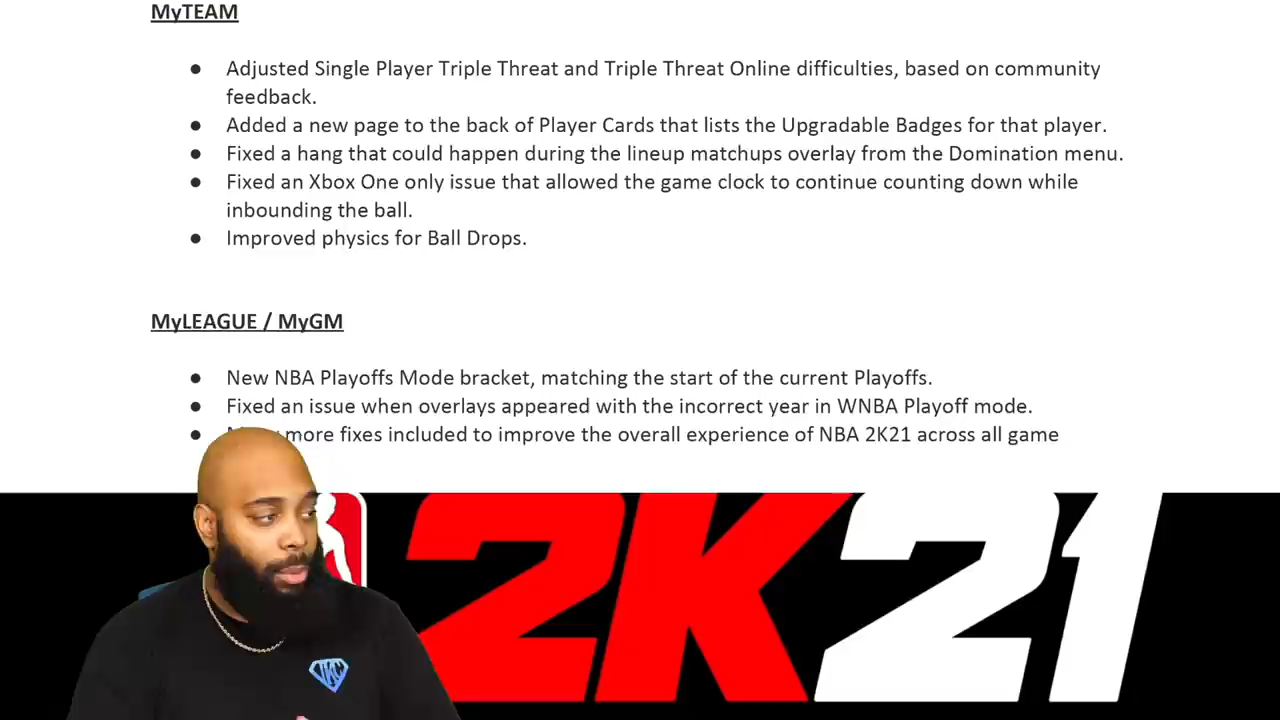 MyTEAM
● Adjusted Single Player Triple Threat and Triple Threat Online difficulties, based on community
feedback.
● Added a new page to the back of Player Cards that lists the Upgradable Badges for that player.
● Fixed a hang that could happen during the lineup matchups overlay from the Domination menu.
● Fixed an Xbox One only issue that allowed the game clock to continue counting down while
inbounding the ball.
● Improved physics for Ball Drops.
MyLEAGUE / MyGM
● New NBA Playoffs Mode bracket, matching the start of the current Playoffs.
● Fixed an issue when overlays appeared with the incorrect year in WNBA Playoff mode.
● more fixes included to improve the overall experience of NBA 2K21 across all game
2K21